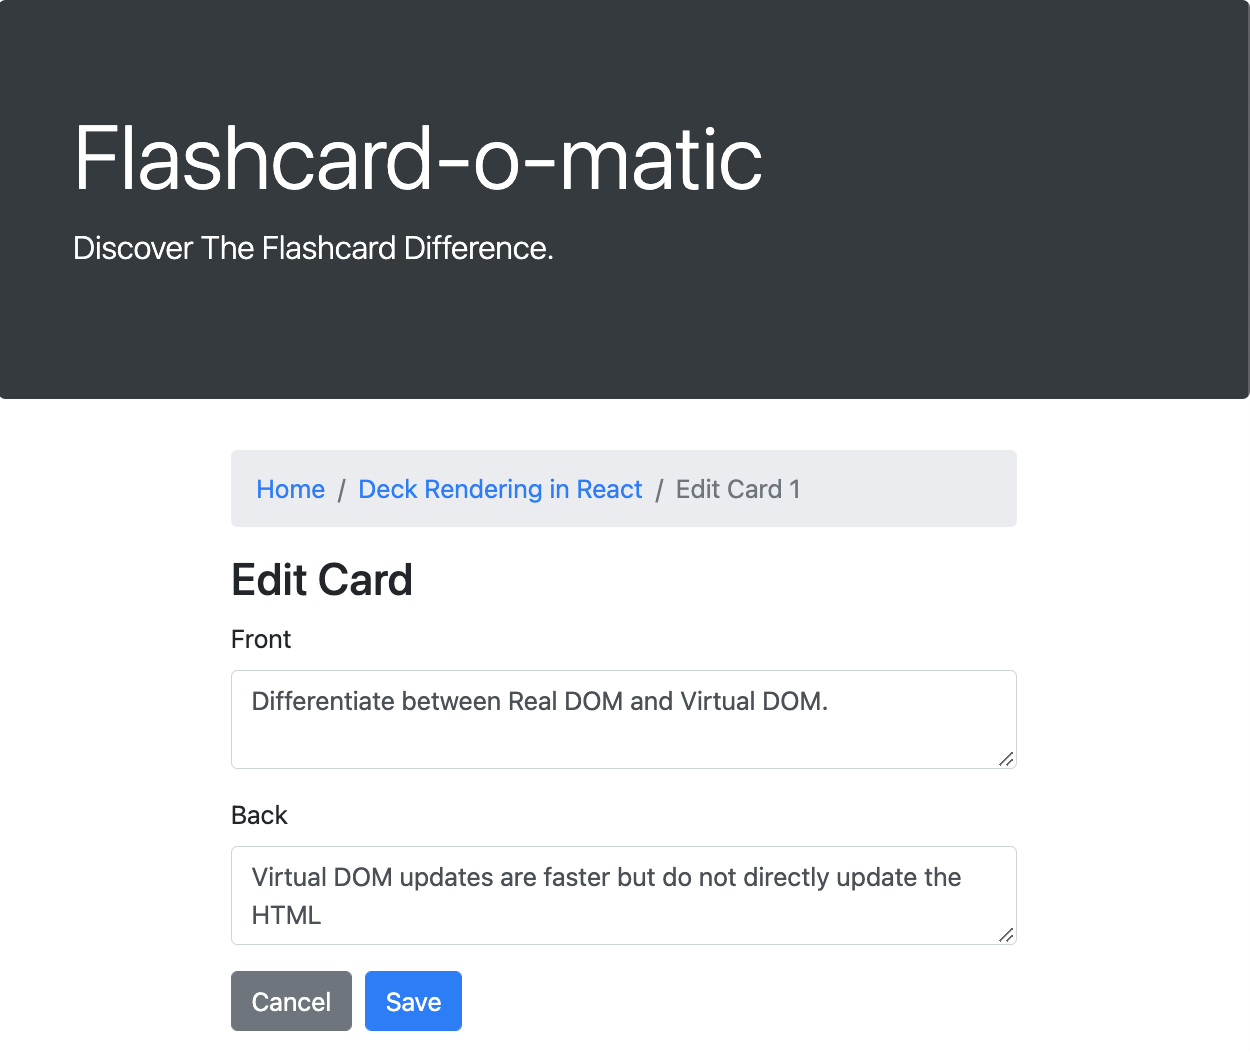 Flashcard-o-matic
Discover The Flashcard Difference.
Home / Deck Rendering in React / Edit Card 1
Edit Card
Front
Differentiate between Real DOM and Virtual DOM.
Back
Virtual DOM updates are faster but do not directly update the
HTML
Cancel Save